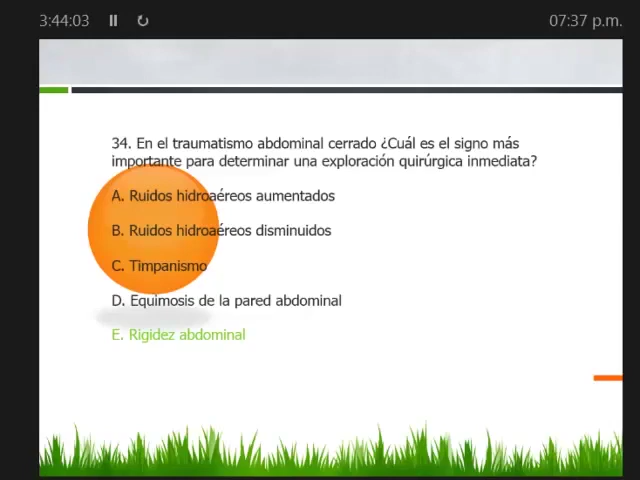 3:44:03
07:37 p.m.
34. En el traumatismo abdominal cerrado ¿Cuál es el signo más
importante para determinar una exploración quirúrgica inmediata?
A. Ruidos hidroaéreos aumentados
B. Ruidos hidroaéreos disminuidos
C. Timpanismo
D. Equimosis de la pared abdominal
E. Rigidez abdominal